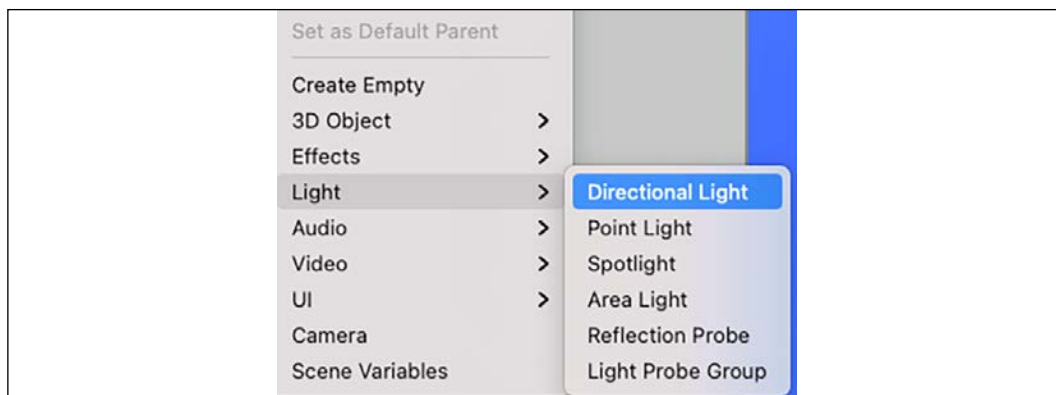 Set as Default Parent
Create Empty
3D Object
Effects
Light
Audio
Video
UI
Camera
Scene Variables
Directional Light
Point Light
Spotlight
Area Light
Reflection Probe
Light Probe Group